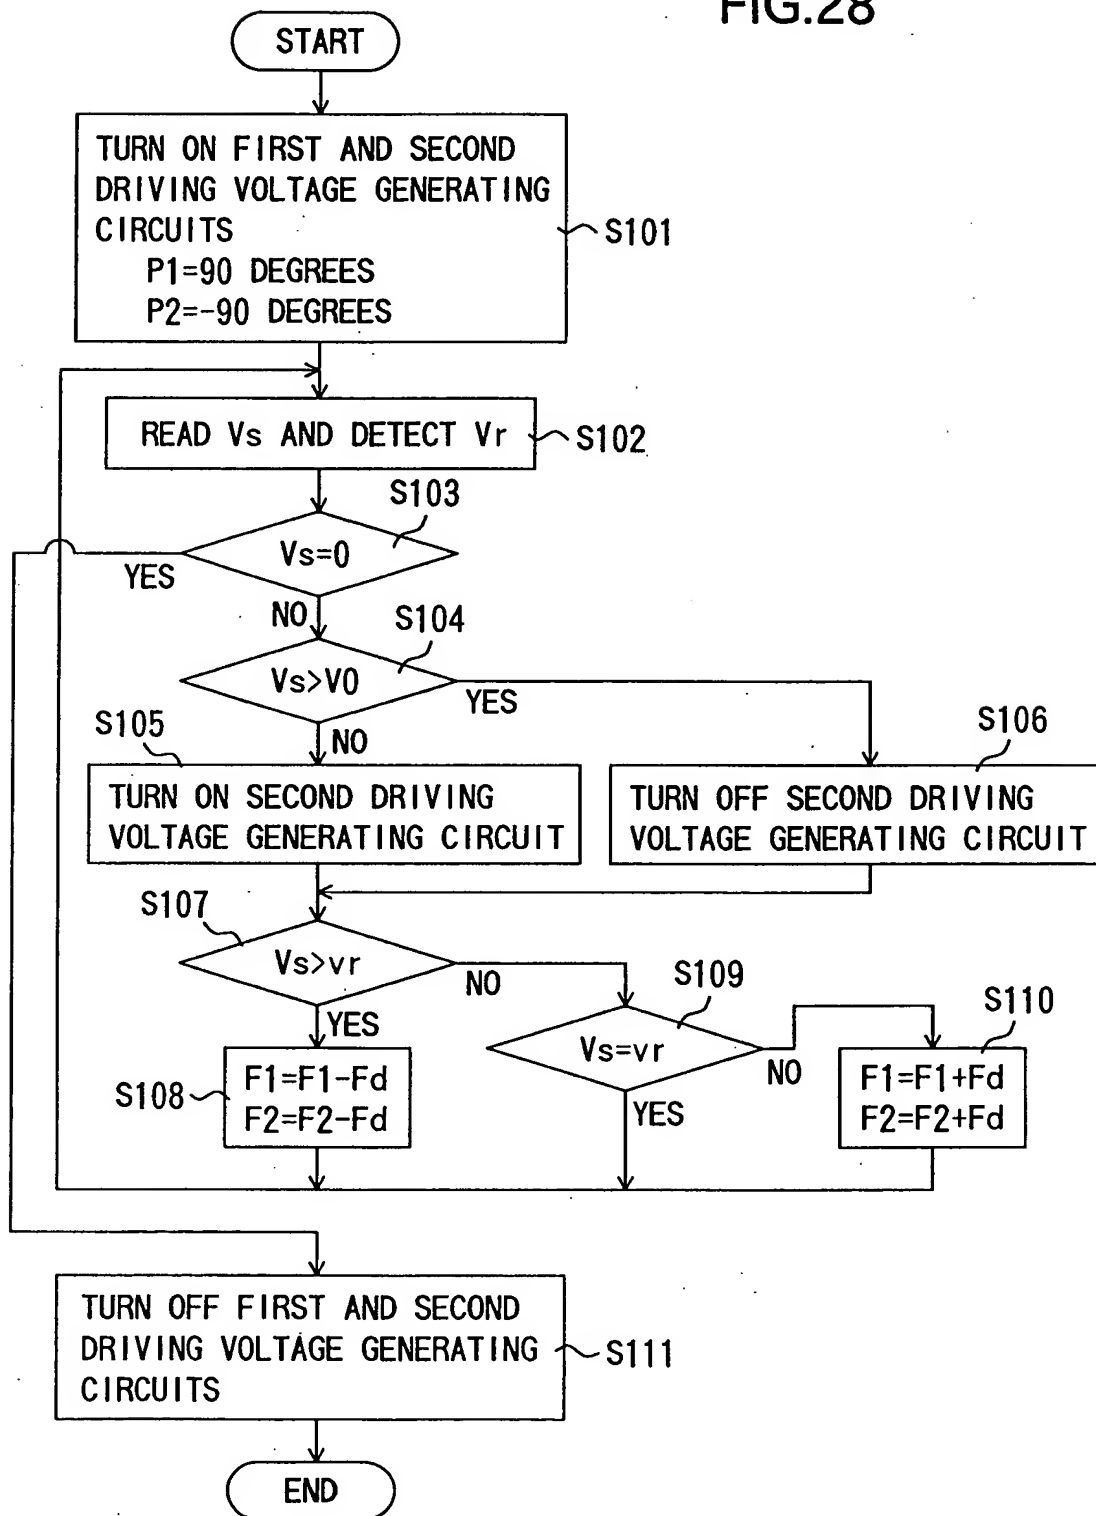 FIG.28
START
TURN ON FIRST AND SECOND
DRIVING VOLTAGE GENERATING
CIRCUITS
P1=90 DEGREES
P2=-90 DEGREES
S101
READ Vs AND DETECT Vr
S102
S103
Vs=0
YES
NO
S104
Vs>V0
YES
NO
S105
TURN ON SECOND DRIVING
VOLTAGE GENERATING CIRCUIT
S106
TURN OFF SECOND DRIVING
VOLTAGE GENERATING CIRCUIT
S107
Vs>vr
NO
YES
S108
F1=F1-Fd
F2=F2-Fd
S109
Vs=vr
NO
YES
S110
F1=F1+Fd
F2=F2+Fd
TURN OFF FIRST AND SECOND
DRIVING VOLTAGE GENERATING
CIRCUITS
S111
END